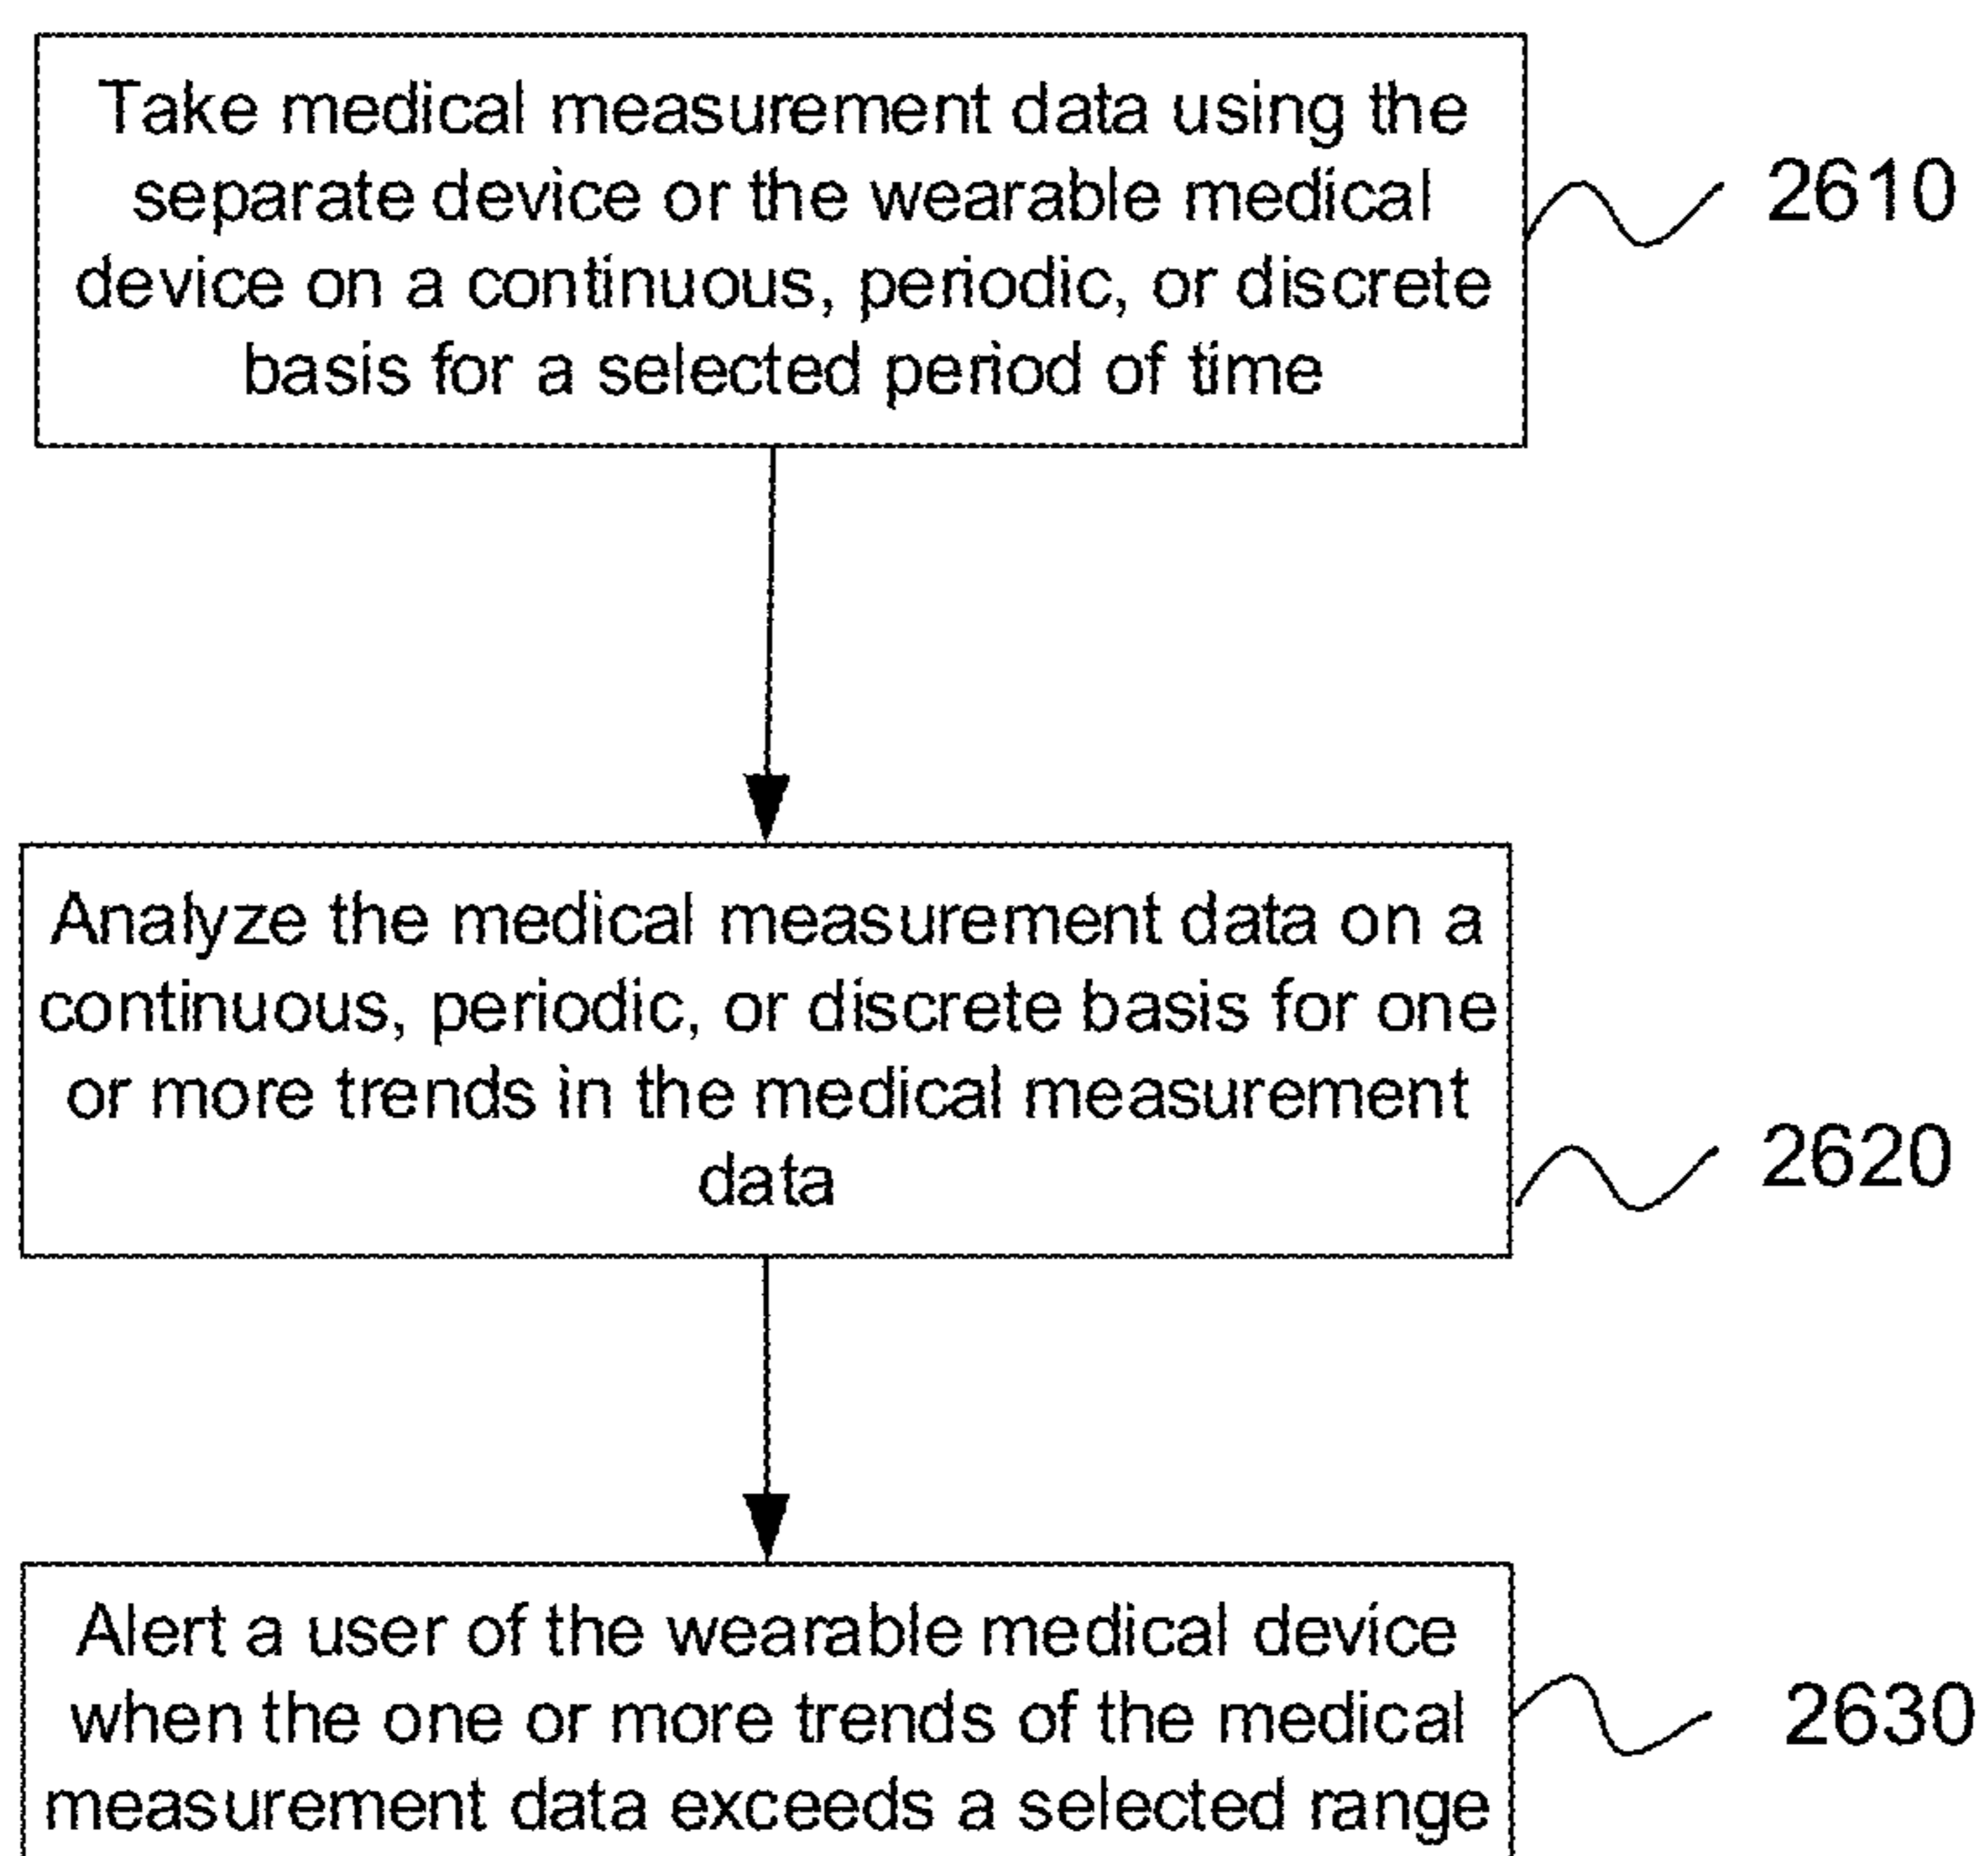 Take medical measurement data using the
separate device or the wearable medical
device on a continuous, periodic, or discrete
basis for a selected period of time
2610
Analyze the medical measurement data on a
continuous, periodic, or discrete basis for one
or more trends in the medical measurement
data
2620
Alert a user of the wearable medical device
when the one or more trends of the medical
measurement data exceeds a selected range
2630